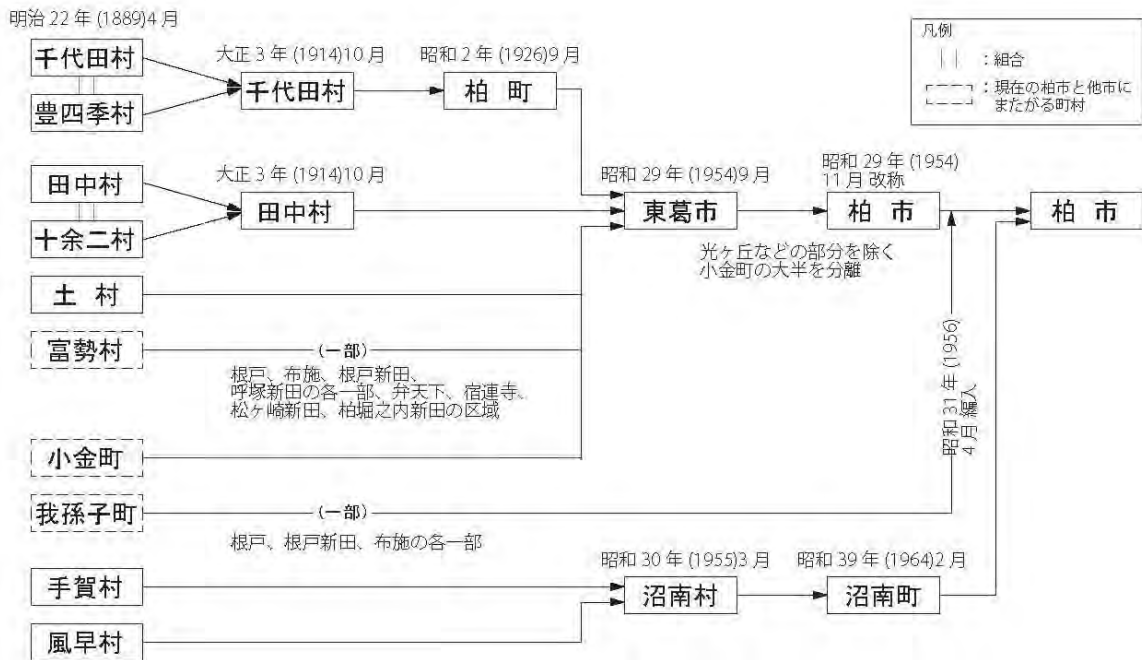 明治 22 年 (1889)4 月
千代田村
豊四季村
大正 3 年 (1914)10 月
千代田村
昭和 2 年 (1926)9 月
柏 町
凡例
：組合
：現在の柏市と他市に
またがる町村
田中村
十余二村
大正 3 年 (1914)10 月
田中村
昭和 29 年 (1954)9 月
東葛市
昭和 29 年 (1954)
11 月 改称
柏 市
柏 市
光ヶ丘などの部分を除く
小金町の大半を分離
土 村
富勢村
(一部)
根戸、布施、根戸新田、
呼塚新田の各一部、弁天下、宿連寺、
松ヶ崎新田、柏堀之内新田の区域
小金町
我孫子町
(一部)
根戸、根戸新田、布施の各一部
昭和 31 年 (1956)
4 月 編入
手賀村
風早村
昭和 30 年 (1955)3 月
沼南村
昭和 39 年 (1964)2 月
沼南町